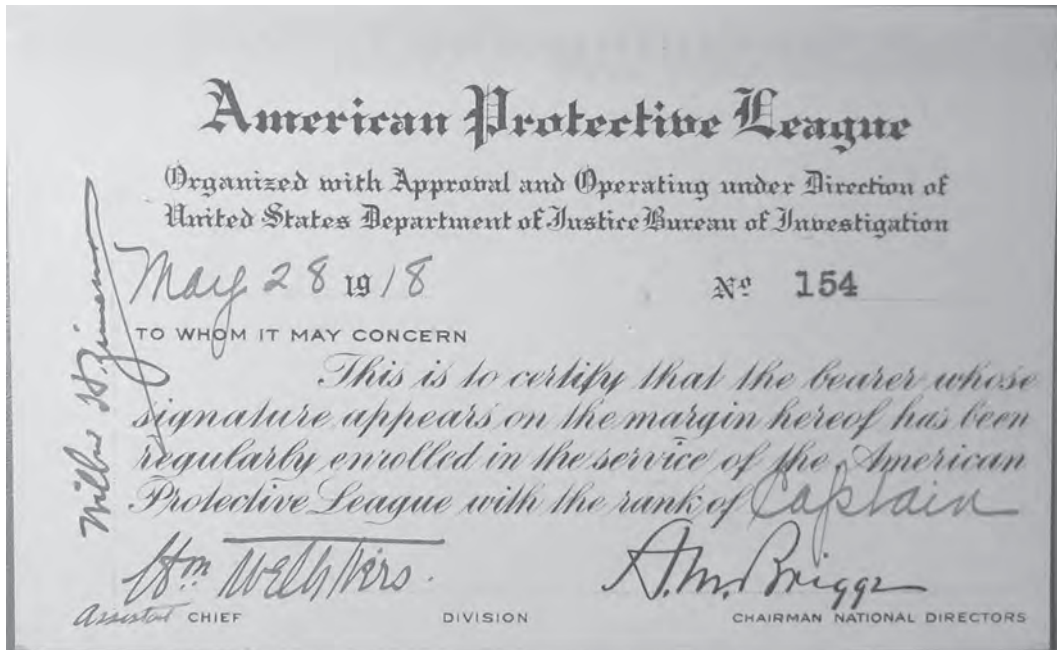 American Protective League
Organized with Approval and Operating under Direction of
United States Department of Justice Bureau of Investigation
May 28 1918 Nº 154
TO WHOM IT MAY CONCERN
This is to certify that the bearer whose
signature appears on the margin hereof has been
regularly enrolled in the service of the American
Protective League with the rank of Captain
A.M. Briggs
Assistant CHIEF DIVISION CHAIRMAN NATIONAL DIRECTORS